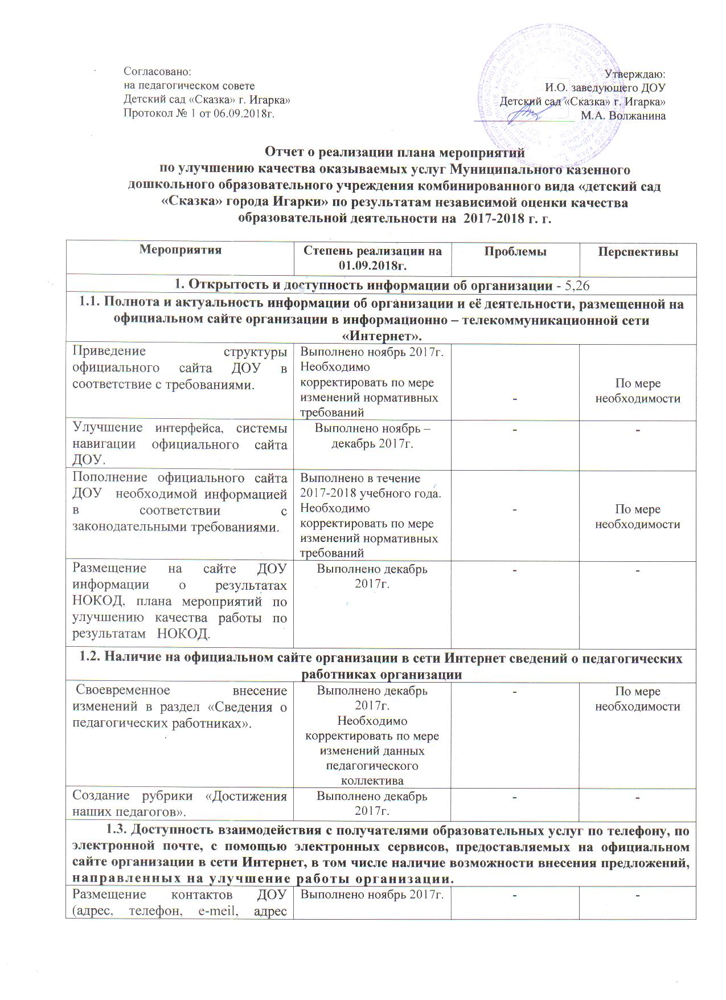 Согласовано:
на педагогическом совете
Детский сад «Сказка» г. Игарка»
Протокол № 1 от 06.09.2018г.
Утверждаю:
И.О. заведующего ДОУ
Детский сад «Сказка» г. Игарка»
М.А. Волжанина
Отчет о реализации плана мероприятий
по улучшению качества оказываемых услуг Муниципального казенного
дошкольного образовательного учреждения комбинированного вида «детский сад
«Сказка» города Игарки» по результатам независимой оценки качества
образовательной деятельности на 2017-2018 г. г.
Мероприятия
Степень реализации на
01.09.2018г.
Проблемы
Перспективы
1. Открытость и доступность информации об организации - 5,26
1.1. Полнота и актуальность информации об организации и её деятельности, размещенной на
официальном сайте организации в информационно – телекоммуникационной сети
«Интернет».
Приведение структуры
официального сайта ДОУ в
соответствие с требованиями.
Выполнено ноябрь 2017г.
Необходимо
корректировать по мере
изменений нормативных
требований
-
По мере
необходимости
Улучшение интерфейса, системы
навигации официального сайта
ДОУ.
Выполнено ноябрь –
декабрь 2017г.
-
-
Пополнение официального сайта
ДОУ необходимой информацией
в соответствии с
законодательными требованиями.
Выполнено в течение
2017-2018 учебного года.
Необходимо
корректировать по мере
изменений нормативных
требований
-
По мере
необходимости
Размещение на сайте ДОУ
информации о результатах
НОКОД, плана мероприятий по
улучшению качества работы по
результатам НОКОД.
Выполнено декабрь
2017г.
-
-
1.2. Наличие на официальном сайте организации в сети Интернет сведений о педагогических
работниках организации
Своевременное внесение
изменений в раздел «Сведения о
педагогических работниках».
Выполнено декабрь
2017г.
Необходимо
корректировать по мере
изменений данных
педагогического
коллектива
-
По мере
необходимости
Создание рубрики «Достижения
наших педагогов».
Выполнено декабрь
2017г.
-
-
1.3. Доступность взаимодействия с получателями образовательных услуг по телефону, по
электронной почте, с помощью электронных сервисов, предоставляемых на официальном
сайте организации в сети Интернет, в том числе наличие возможности внесения предложений,
направленных на улучшение работы организации.
Размещение контактов ДОУ
(адрес, телефон, e-meil, адрес
Выполнено ноябрь 2017г.
-
-